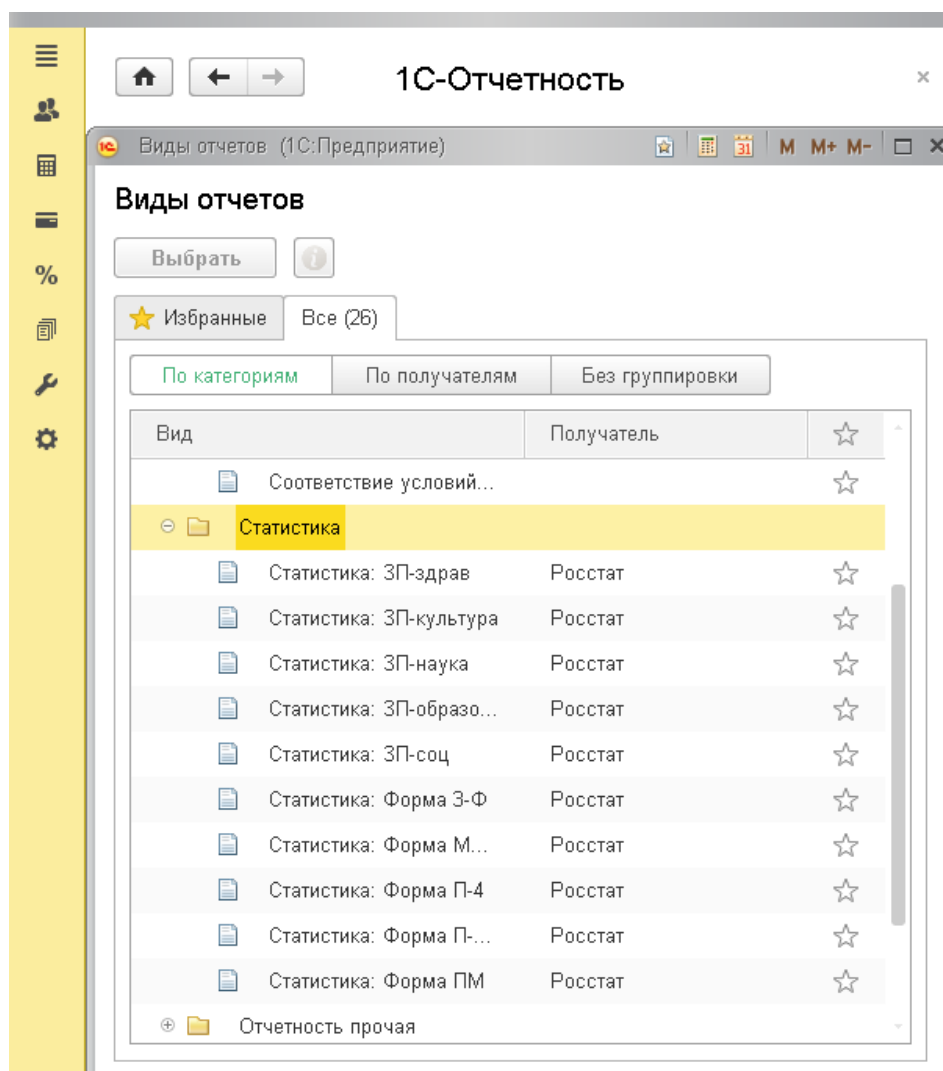 1С-Отчетность
Виды отчетов (1С:Предприятие)
31 M M+ M-
Виды отчетов
Выбрать
Избранные Все (26)
По категориям По получателям Без группировки
Вид Получатель
Соответствие условий...
Статистика
Статистика: ЗП-здрав Росстат
Статистика: ЗП-культура Росстат
Статистика: ЗП-наука Росстат
Статистика: ЗП-образо... Росстат
Статистика: ЗП-соц Росстат
Статистика: Форма 3-Ф Росстат
Статистика: Форма М... Росстат
Статистика: Форма П-4 Росстат
Статистика: Форма П-... Росстат
Статистика: Форма ПМ Росстат
Отчетность прочая